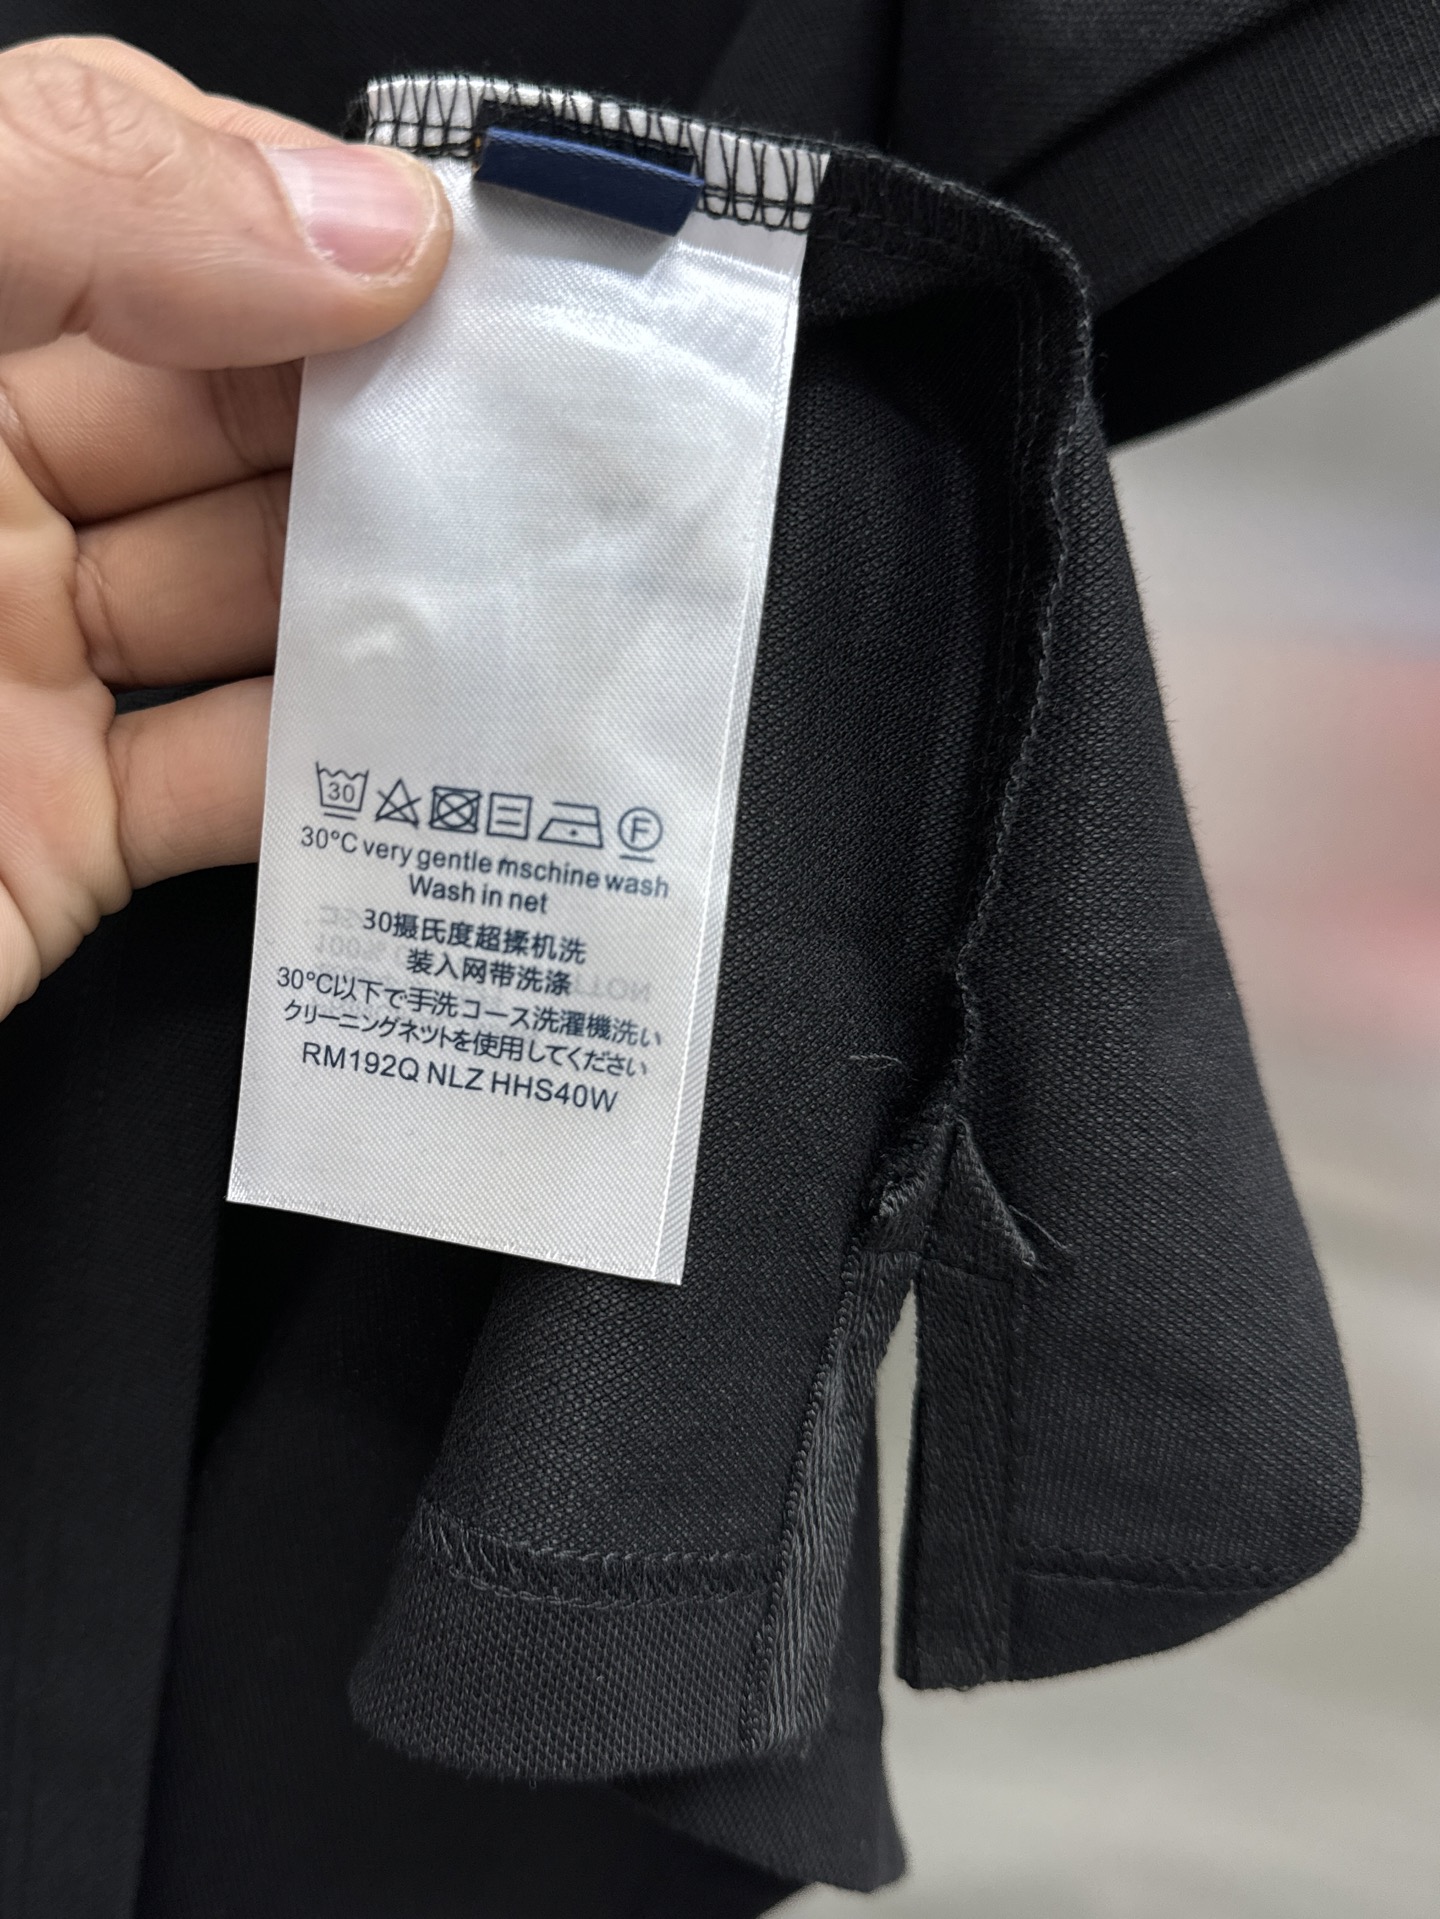 30
F
30°C very gentle mschine wash
Wash in net
30摄氏度超揉机洗
装入网带洗涤
30°C以下で手洗コース洗濯機洗い
クリーニングネツトを使用してください
RM192Q NLZ HHS40W